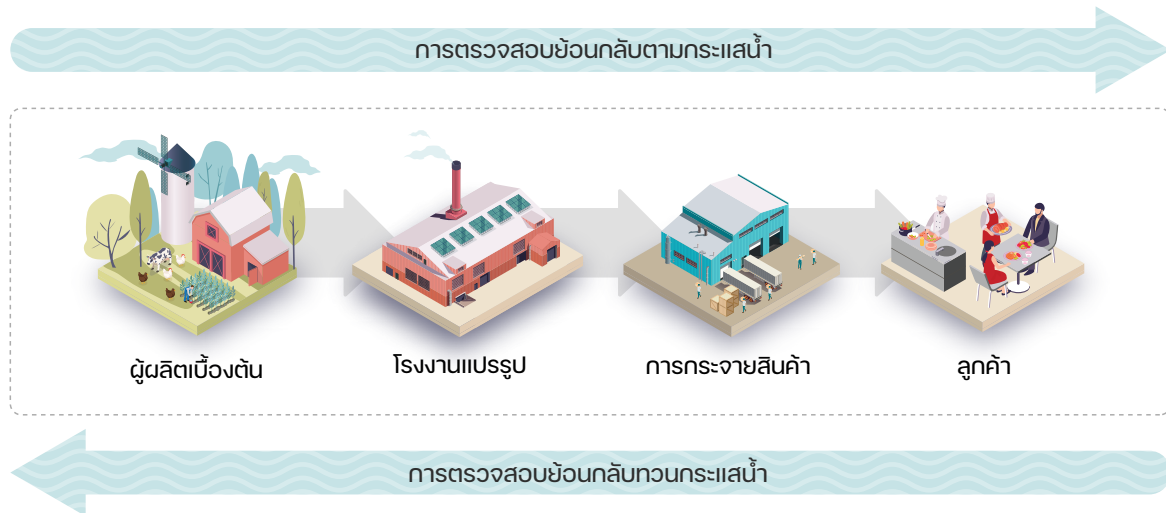 การตรวจสอบย้อนกลับตามกระแสน้ำ
ผู้ผลิตเบื้องต้น
โรงงานแปรรูป
การกระจายสินค้า
ลูกค้า
การตรวจสอบย้อนกลับทวนกระแสน้ำ